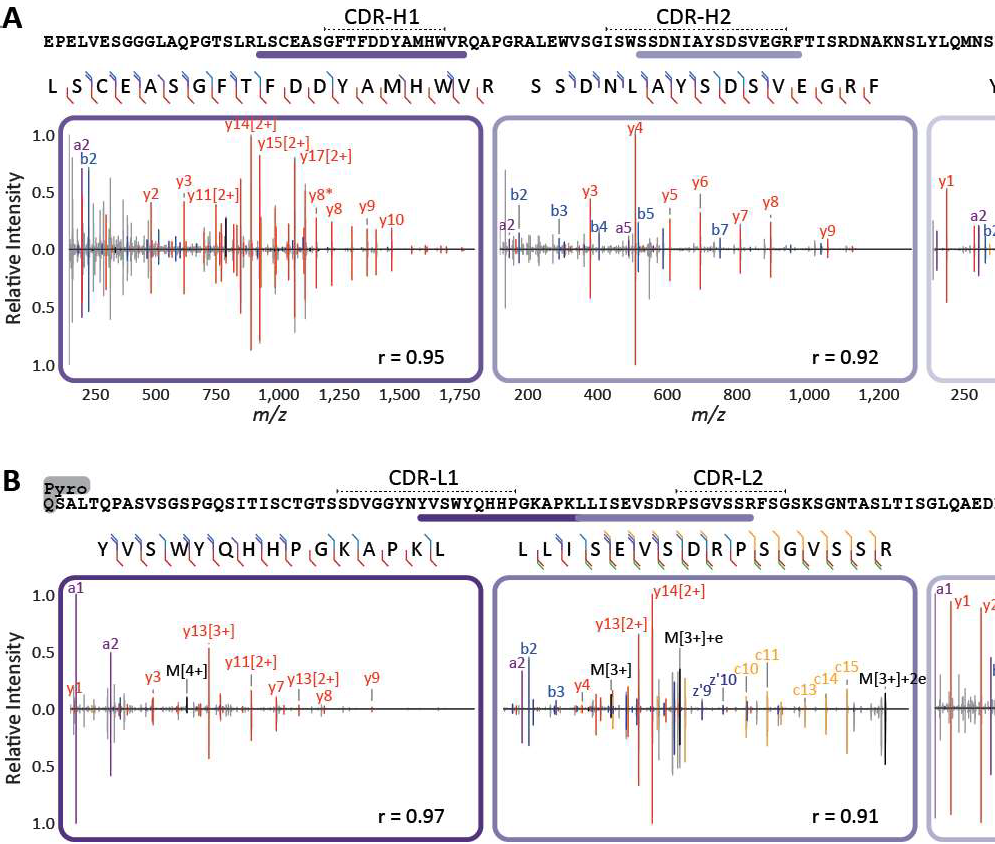 A
CDR-H1
CDR-H2
EPELVESGGGLAQPGTSLRLSCEASGFTFDDYAMHWVRQAPGRALEWVSGISWSSDNIAYSDSVEGRFTISRDNAKNSLYLQMNS
L S C E A S G F T F D D Y A M H W V R
S S D N L A Y S D S V E G R F
Y
Relative Intensity
1.0
0.5
0.0
0.5
1.0
a2
b2
y2
y3
y11[2+]
y14[2+]
y15[2+]
y17[2+]
y8*
y8
y9
y10
r = 0.95
a2
b2
b3
y3
b4
a5
y4
b5
y5
y6
b7
y7
y8
y9
r = 0.92
y1
a2
b2
250 500 750 1,000 1,250 1,500 1,750
m/z
200 400 600 800 1,000 1,200
m/z
250
B
Pyro
CDR-L1
CDR-L2
QSALTQPASVSGSPGQSITISCTGTSSDVGGYNYVSWYQHHPGKAPKLLISEVSDRPSGVSSRFSGSKSGNTASLTISGLQAED
Y V S W Y Q H H P G K A P K L
L L I S E V S D R P S G V S S R
Relative Intensity
1.0
0.5
0.0
0.5
1.0
a1
y1
a2
y3
M[4+]
y13[3+]
y11[2+]
y7
y13[2+]
y8
y9
r = 0.97
a2
b2
b3
y4
M[3+]
y13[2+]
y14[2+]
M[3+]+e
z'9
z'10
c10
c11
c13
c14
c15
M[3+]+2e
r = 0.91
a1
y1